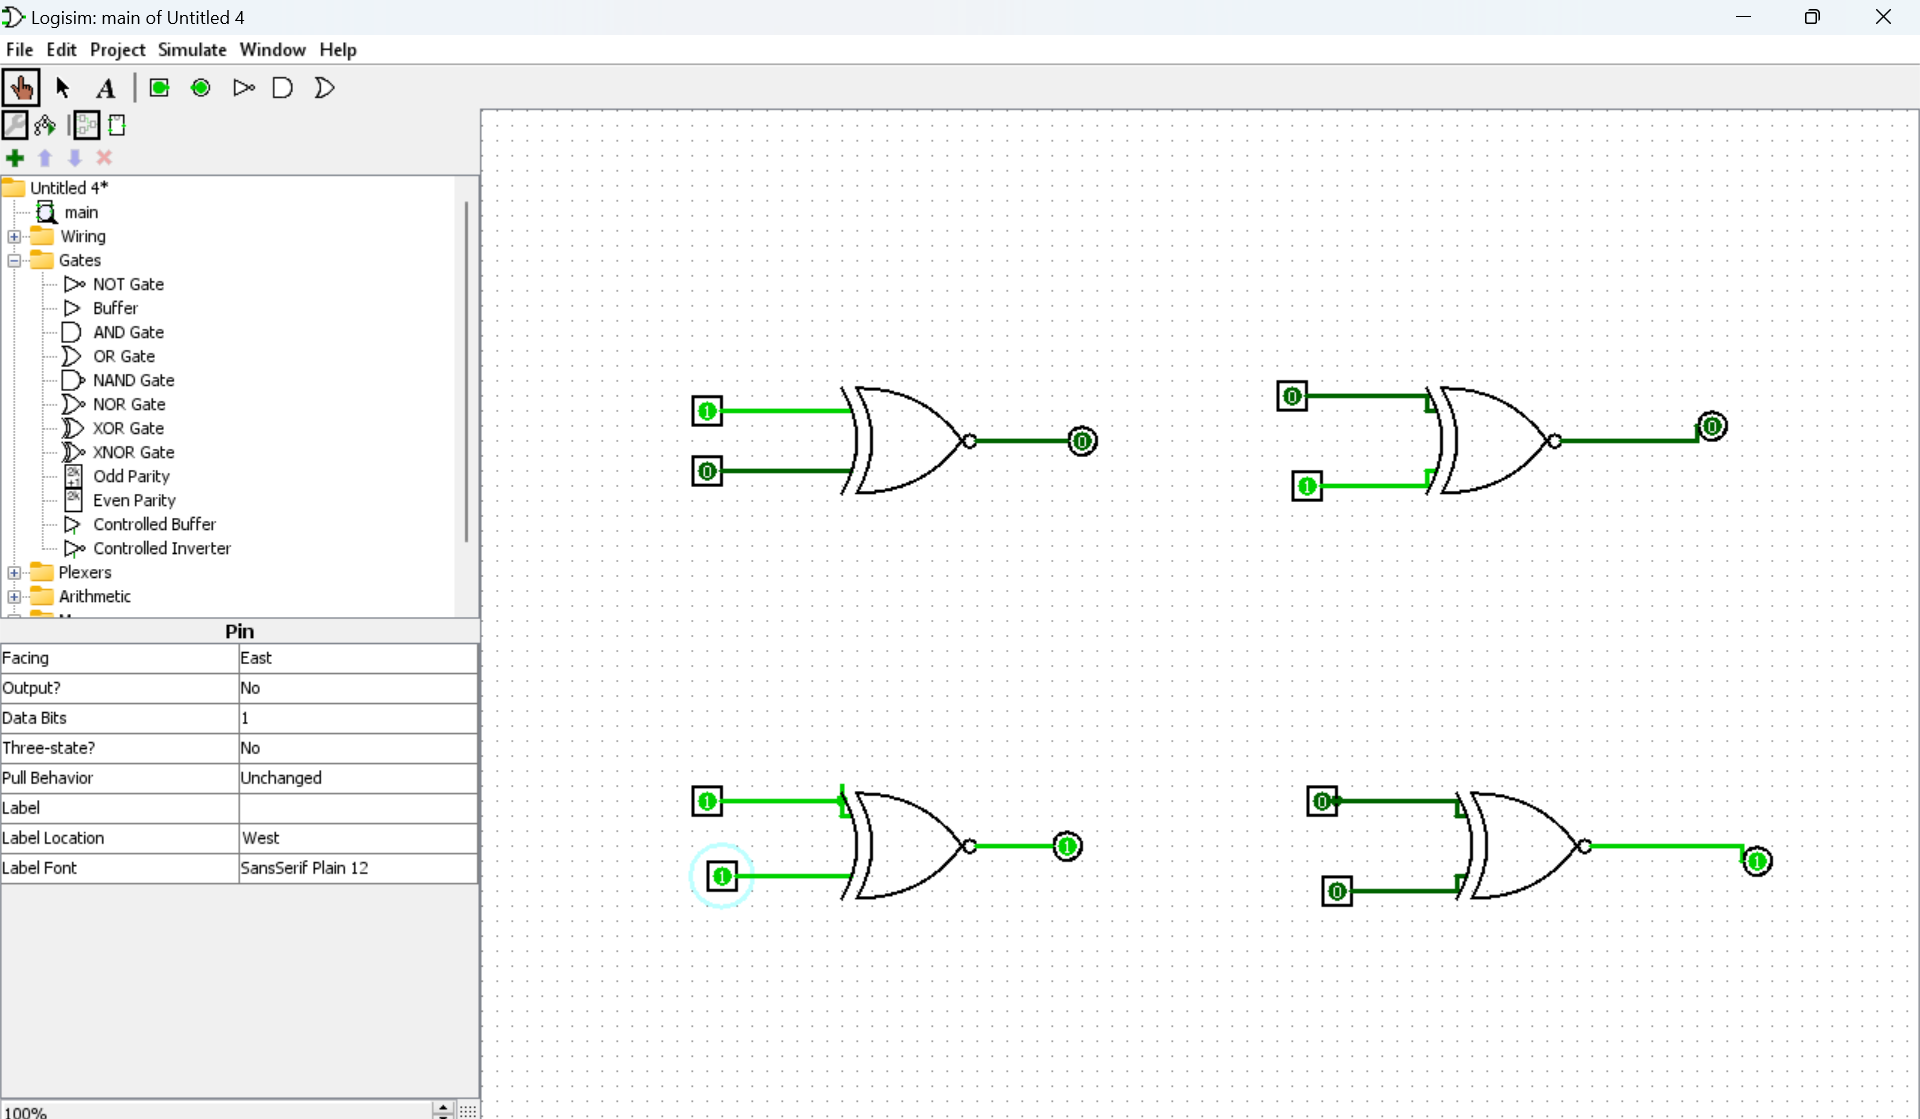 Logisim: main of Untitled 4
File Edit Project Simulate Window Help
A
Untitled 4*
main
Wiring
Gates
NOT Gate
Buffer
AND Gate
OR Gate
NAND Gate
NOR Gate
XOR Gate
XNOR Gate
2k
+1
Odd Parity
2k
Even Parity
Controlled Buffer
Controlled Inverter
Plexers
Arithmetic
Pin
Facing East
Output? No
Data Bits 1
Three-state? No
Pull Behavior Unchanged
Label
Label Location West
Label Font SansSerif Plain 12
100%
1
0
0
0
1
0
1
1
1
0
0
1